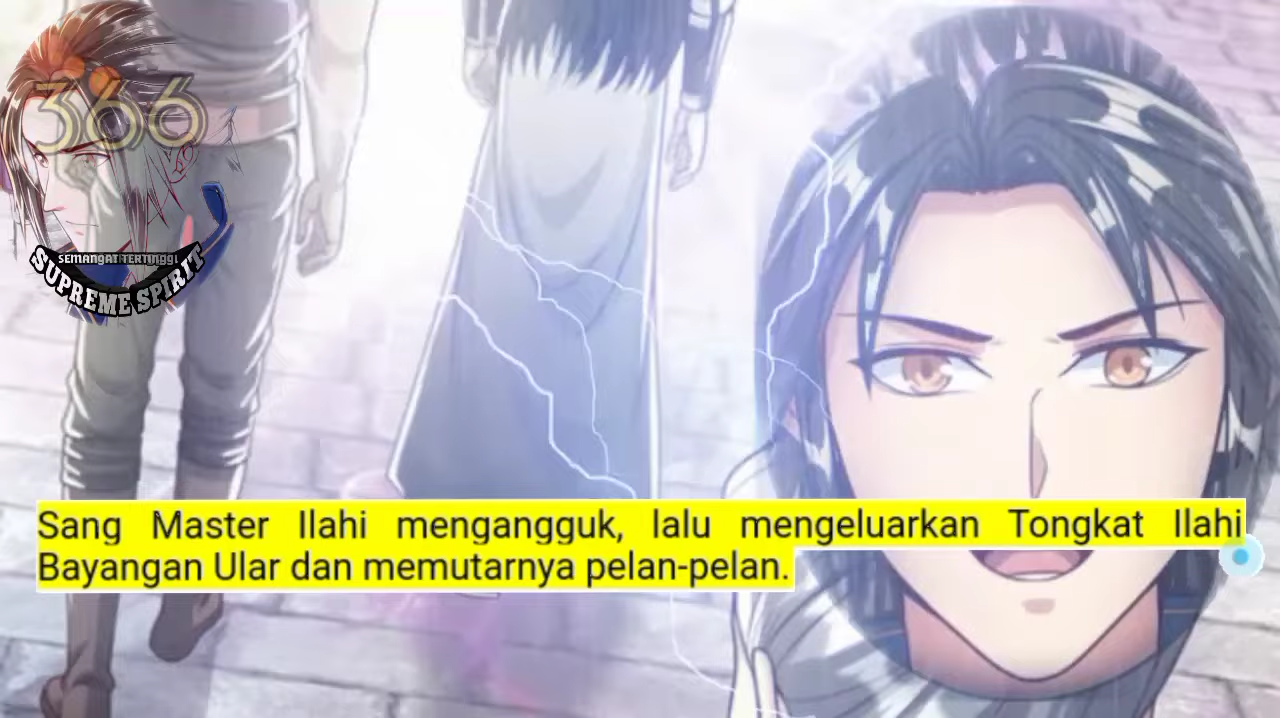 366
SEMANGAT TERTINGGI
SUPREME SPIRIT
Sang Master Ilahi mengangguk, lalu mengeluarkan Tongkat Ilahi
Bayangan Ular dan memutarnya pelan-pelan.